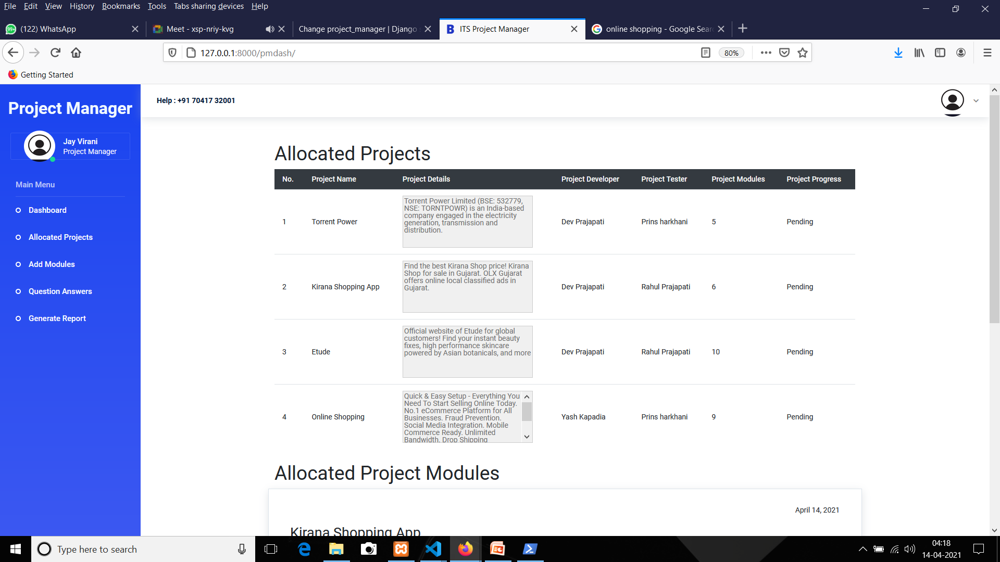 File Edit View History Bookmarks Tools Tabs sharing devices Help
(122) WhatsApp
Meet - xsp-nriy-kvg
Change project_manager | Django
ITS Project Manager
online shopping - Google Sear
127.0.0.1:8000/pmdash/
80%
Getting Started
Project Manager
Jay Virani
Project Manager
Main Menu
Dashboard
Allocated Projects
Add Modules
Question Answers
Generate Report
Help : +91 70417 32001
Allocated Projects
No. Project Name Project Details Project Developer Project Tester Project Modules Project Progress
1 Torrent Power
Torrent Power Limited (BSE: 532779,
NSE: TORNTPOWR) is an India-based
company engaged in the electricity
generation, transmission and
distribution.
Dev Prajapati Prins harkhani 5 Pending
2 Kirana Shopping App
Find the best Kirana Shop price! Kirana
Shop for sale in Gujarat. OLX Gujarat
offers online local classified ads in
Gujarat.
Dev Prajapati Rahul Prajapati 6 Pending
3 Etude
Official website of Etude for global
customers! Find your instant beauty
fixes, high performance skincare
powered by Asian botanicals, and more
Dev Prajapati Rahul Prajapati 10 Pending
4 Online Shopping
Quick & Easy Setup - Everything You
Need To Start Selling Online Today.
No.1 eCommerce Platform for All
Businesses. Fraud Prevention.
Social Media Integration. Mobile
Commerce Ready. Unlimited
Bandwidth. Drop Shipping
Yash Kapadia Prins harkhani 9 Pending
Allocated Project Modules
April 14, 2021
Kirana Shopping App
Type here to search
04:18
14-04-2021